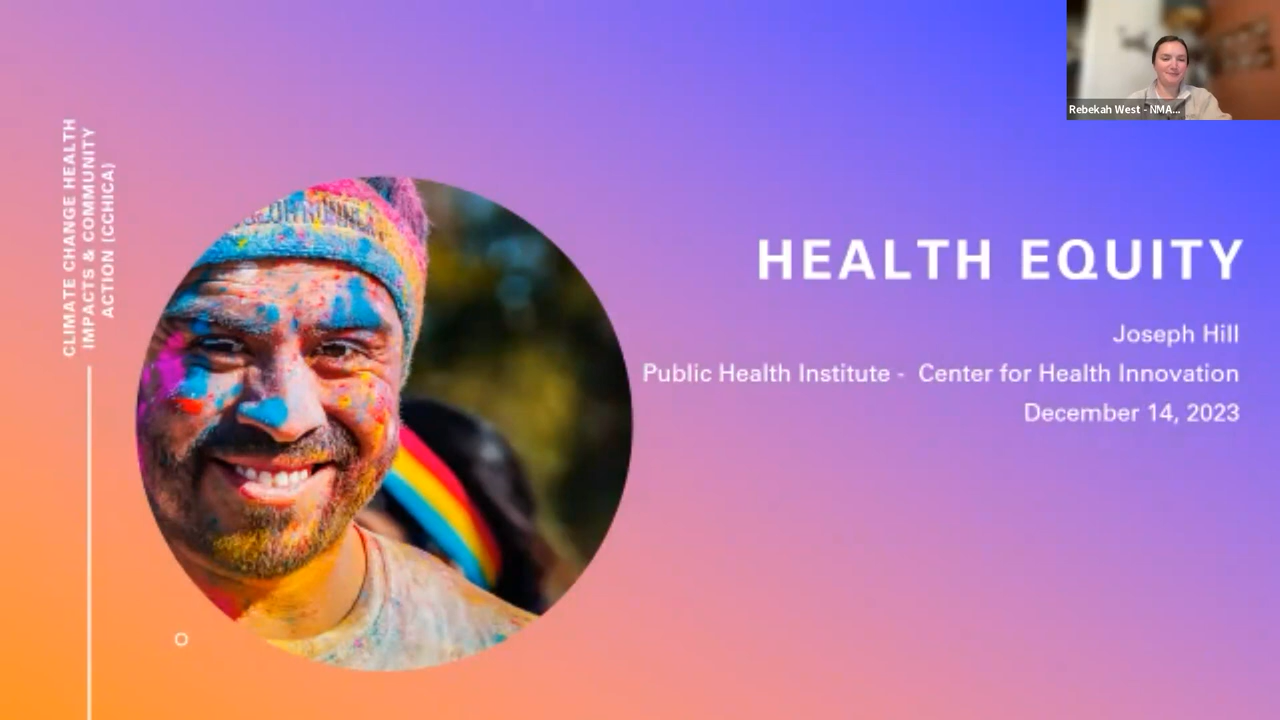 CLIMATE CHANGE HEALTH
IMPACTS & COMMUNITY
ACTION (CCHICA)
HEALTH EQUITY
Joseph Hill
Public Health Institute - Center for Health Innovation
December 14, 2023
Rebekah West - NMA...